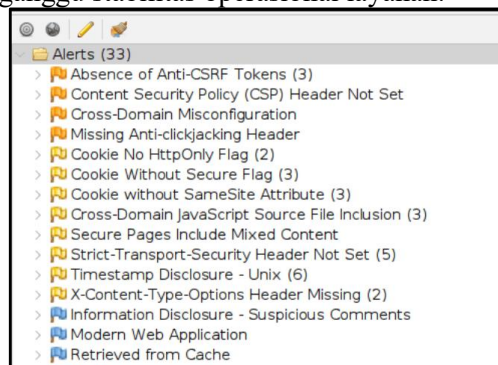 ganggu stabilitas operasional layanan.
Alerts (33)
Absence of Anti-CSRF Tokens (3)
Content Security Policy (CSP) Header Not Set
Cross-Domain Misconfiguration
Missing Anti-clickjacking Header
Cookie No HttpOnly Flag (2)
Cookie Without Secure Flag (3)
Cookie without SameSite Attribute (3)
Cross-Domain JavaScript Source File Inclusion (3)
Secure Pages Include Mixed Content
Strict-Transport-Security Header Not Set (5)
Timestamp Disclosure - Unix (6)
X-Content-Type-Options Header Missing (2)
Information Disclosure - Suspicious Comments
Modern Web Application
Retrieved from Cache